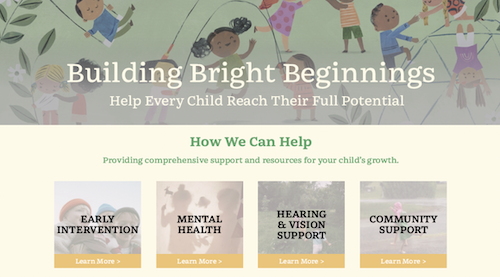 Building Bright Beginnings
Help Every Child Reach Their Full Potential
How We Can Help
Providing comprehensive support and resources for your child's growth.
EARLY
INTERVENTION
Learn More >
MENTAL
HEALTH
Learn More >
HEARING
& VISION
SUPPORT
Learn More >
COMMUNITY
SUPPORT
Learn More >